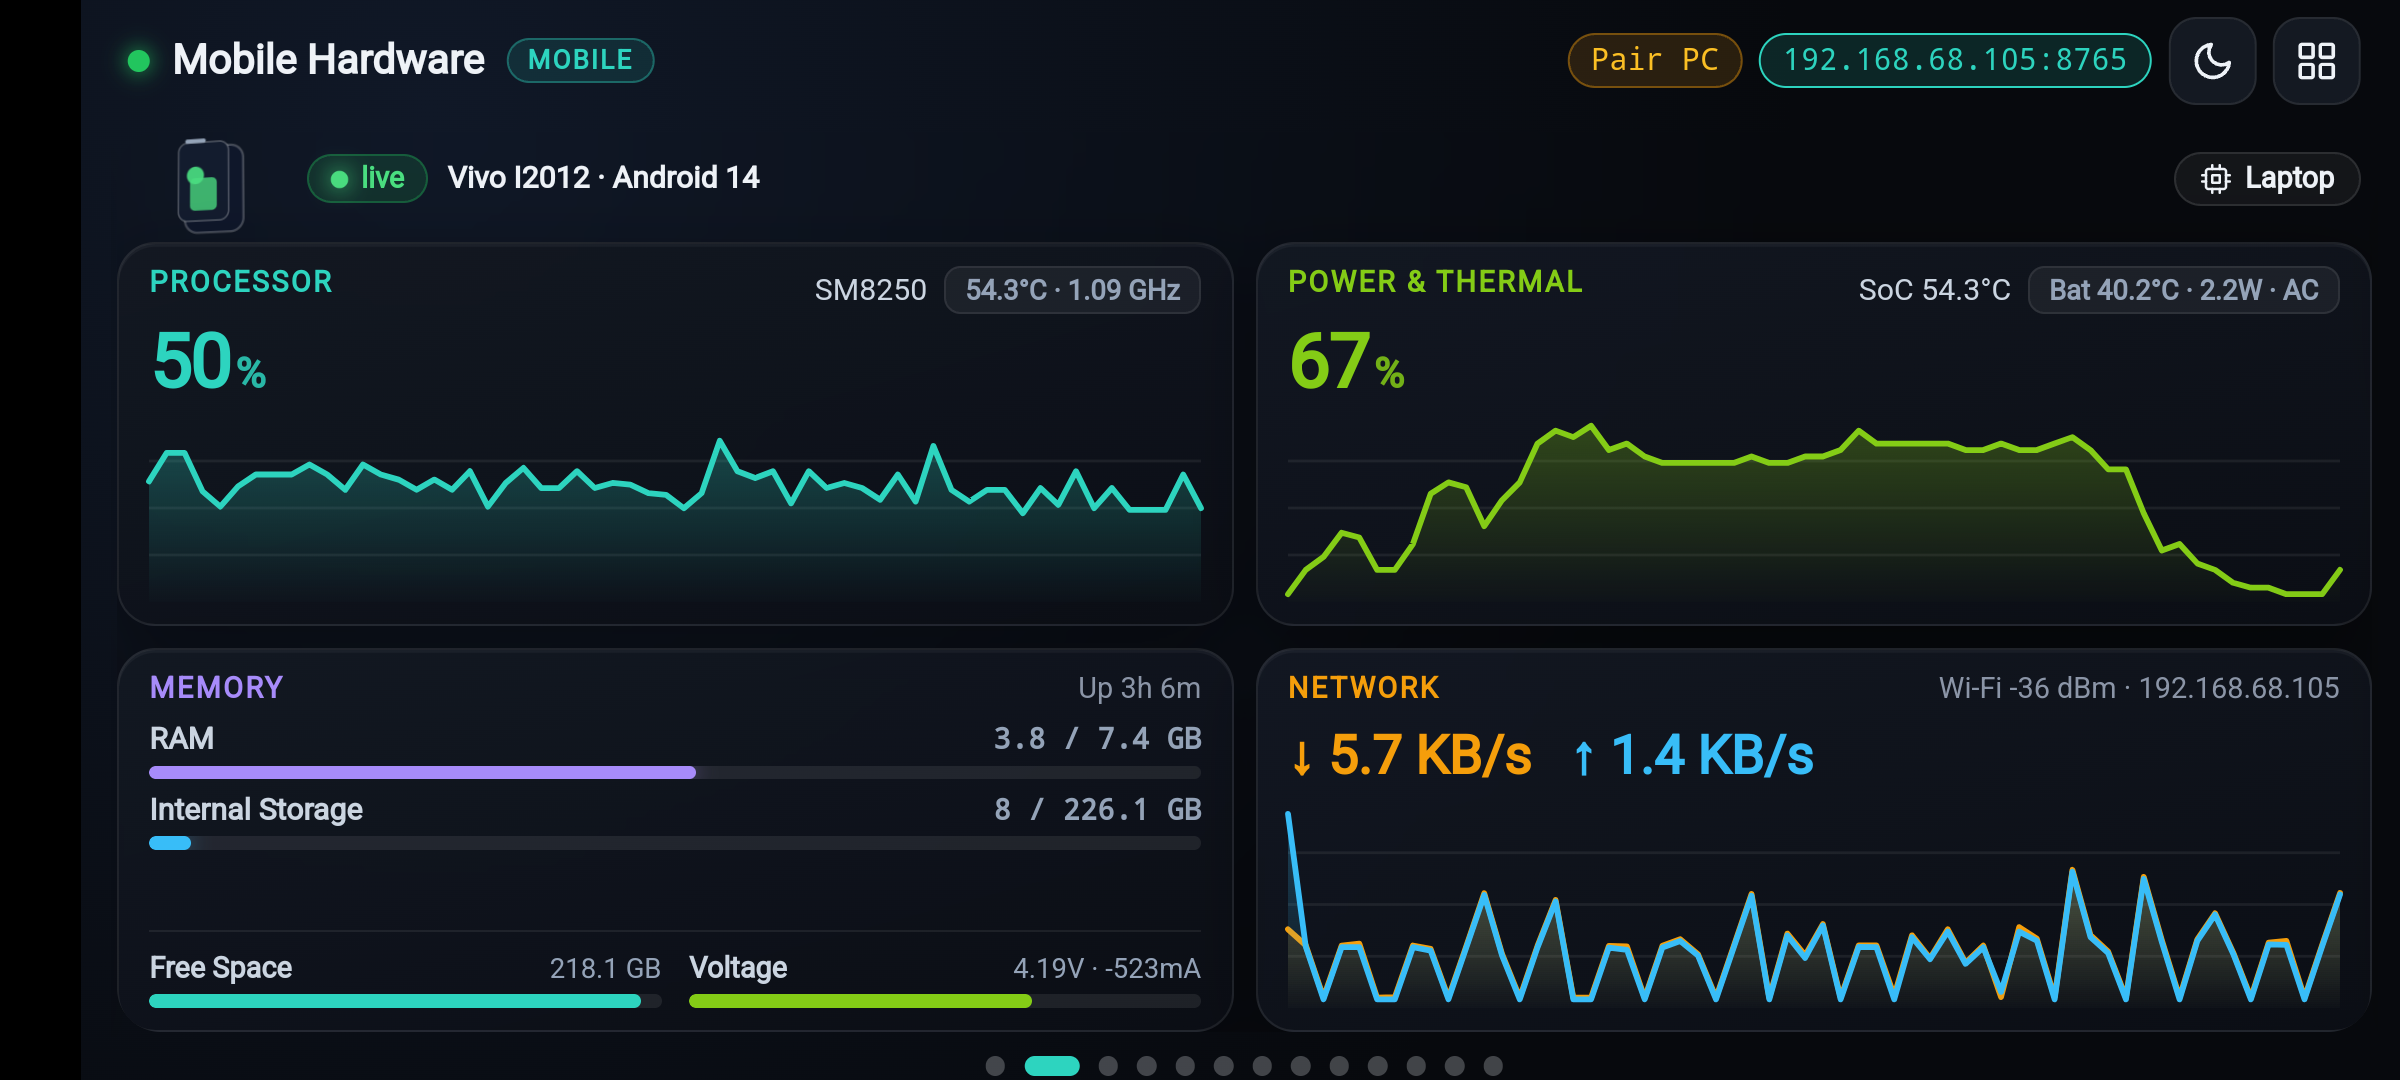 Mobile Hardware MOBILE Pair PC 192.168.68.105:8765
live Vivo I2012 · Android 14 Laptop
PROCESSOR SM8250 54.3°C · 1.09 GHz
50%
POWER & THERMAL SoC 54.3°C Bat 40.2°C · 2.2W · AC
67%
MEMORY Up 3h 6m
RAM 3.8 / 7.4 GB
Internal Storage 8 / 226.1 GB
Free Space 218.1 GB Voltage 4.19V · -523mA
NETWORK Wi-Fi -36 dBm · 192.168.68.105
↓ 5.7 KB/s ↑ 1.4 KB/s